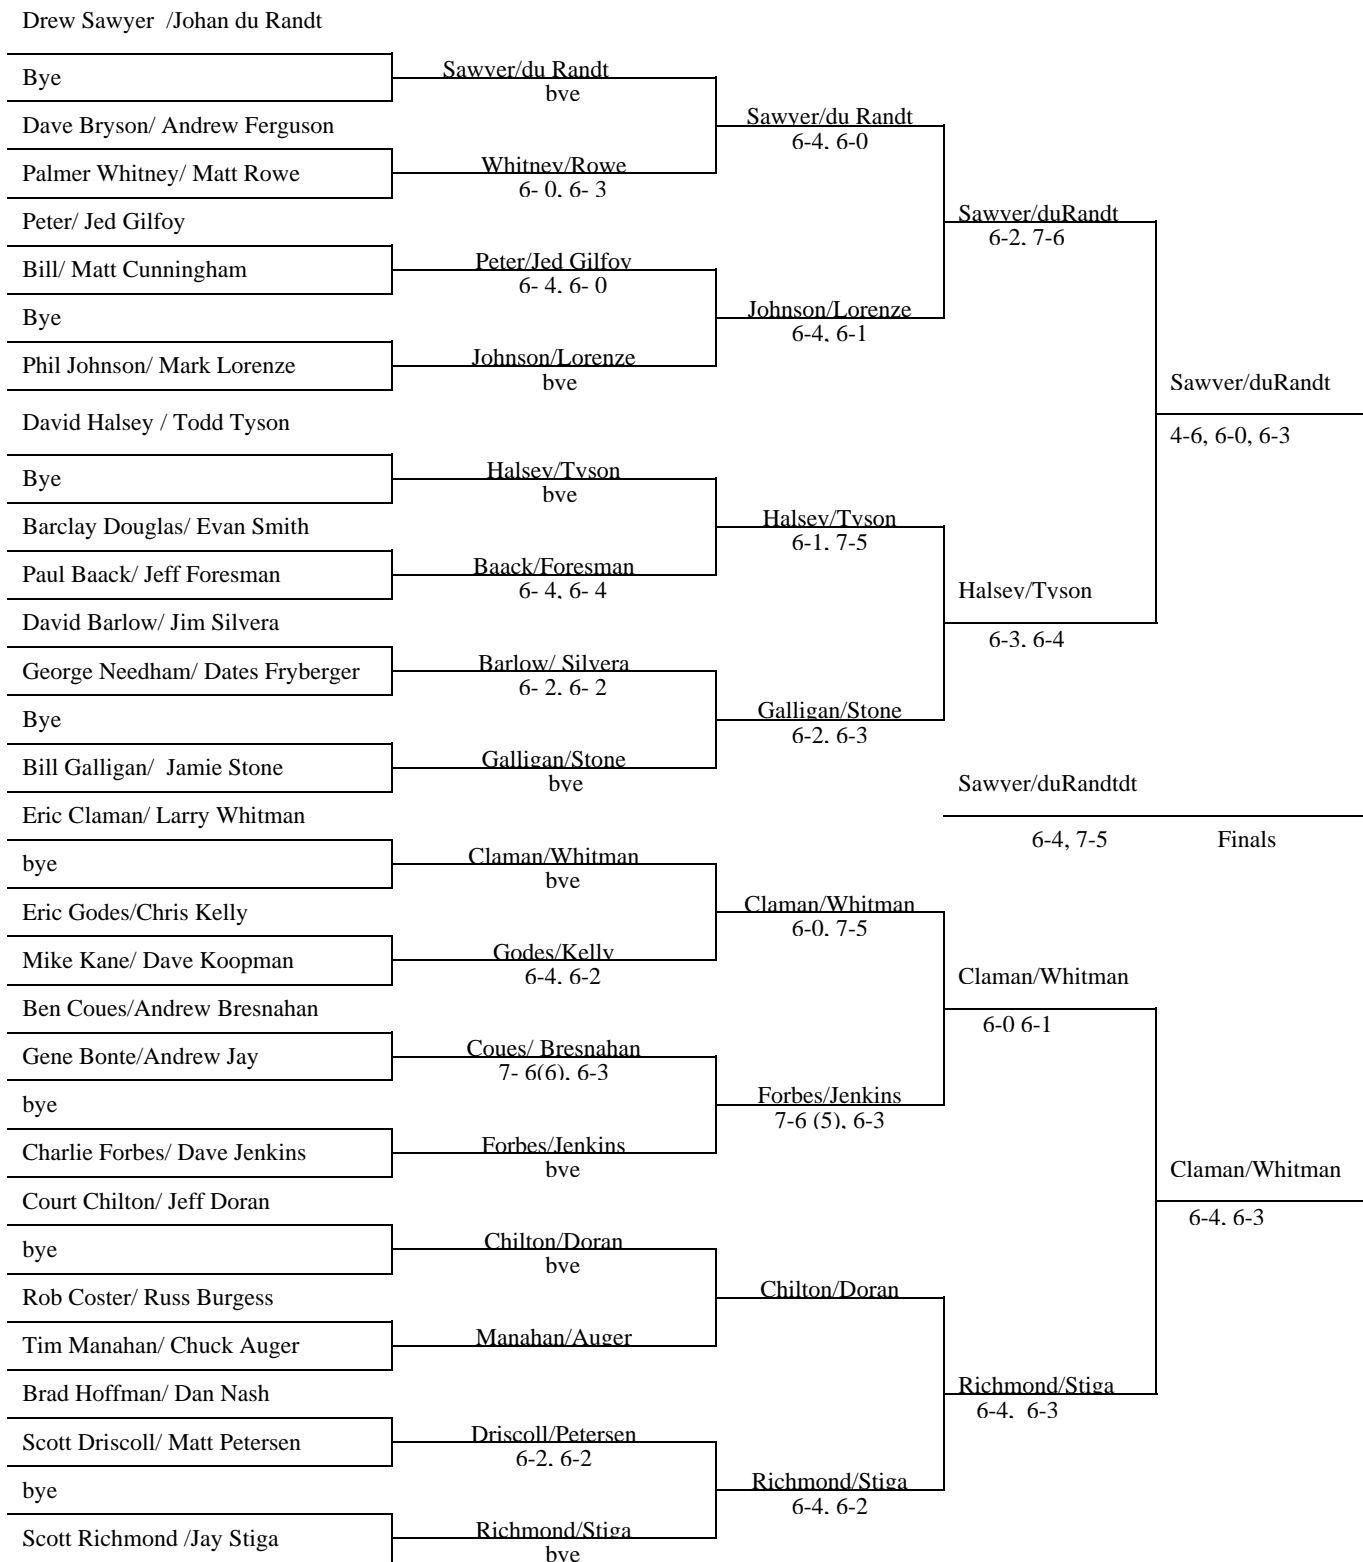 Drew Sawyer  /Johan du Randt
Bye
Dave Bryson/ Andrew Ferguson
Palmer Whitney/ Matt Rowe
Peter/ Jed Gilfoy
Bill/ Matt Cunningham
Bye
Phil Johnson/ Mark Lorenze
David Halsey / Todd Tyson
Bye
Barclay Douglas/ Evan Smith
Paul Baack/ Jeff Foresman
David Barlow/ Jim Silvera
George Needham/ Dates Fryberger
Bye
Bill Galligan/  Jamie Stone
Eric Claman/ Larry Whitman
bye
Eric Godes/Chris Kelly
Mike Kane/ Dave Koopman
Ben Coues/Andrew Bresnahan
Gene Bonte/Andrew Jay
bye
Charlie Forbes/ Dave Jenkins
Court Chilton/ Jeff Doran
bye
Rob Coster/ Russ Burgess
Tim Manahan/ Chuck Auger
Brad Hoffman/ Dan Nash
Scott Driscoll/ Matt Petersen
bye
Scott Richmond /Jay Stiga
Sawyer/du Randt
bye
Whitney/Rowe
6- 0, 6- 3
Peter/Jed Gilfoy
6- 4, 6- 0
Johnson/Lorenze
bye
Halsey/Tyson
bye
Baack/Foresman
6- 4, 6- 4
Barlow/ Silvera
6- 2, 6- 2
Galligan/Stone
bye
Claman/Whitman
bye
Godes/Kelly
6-4, 6-2
Coues/ Bresnahan
7- 6(6), 6-3
Forbes/Jenkins
bye
Chilton/Doran
bye
Manahan/Auger
Driscoll/Petersen
6-2, 6-2
Richmond/Stiga
bye
Sawyer/du Randt
6-4, 6-0
Johnson/Lorenze
6-4, 6-1
Halsey/Tyson
6-1, 7-5
Galligan/Stone
6-2, 6-3
Claman/Whitman
6-0, 7-5
Forbes/Jenkins
7-6 (5), 6-3
Chilton/Doran
Richmond/Stiga
6-4, 6-2
Sawyer/duRandt
6-2, 7-6
Halsey/Tyson
6-3, 6-4
Sawyer/duRandtdt
6-4, 7-5 Finals
Claman/Whitman
6-0 6-1
Richmond/Stiga
6-4,  6-3
Sawyer/duRandt
4-6, 6-0, 6-3
Claman/Whitman
6-4, 6-3